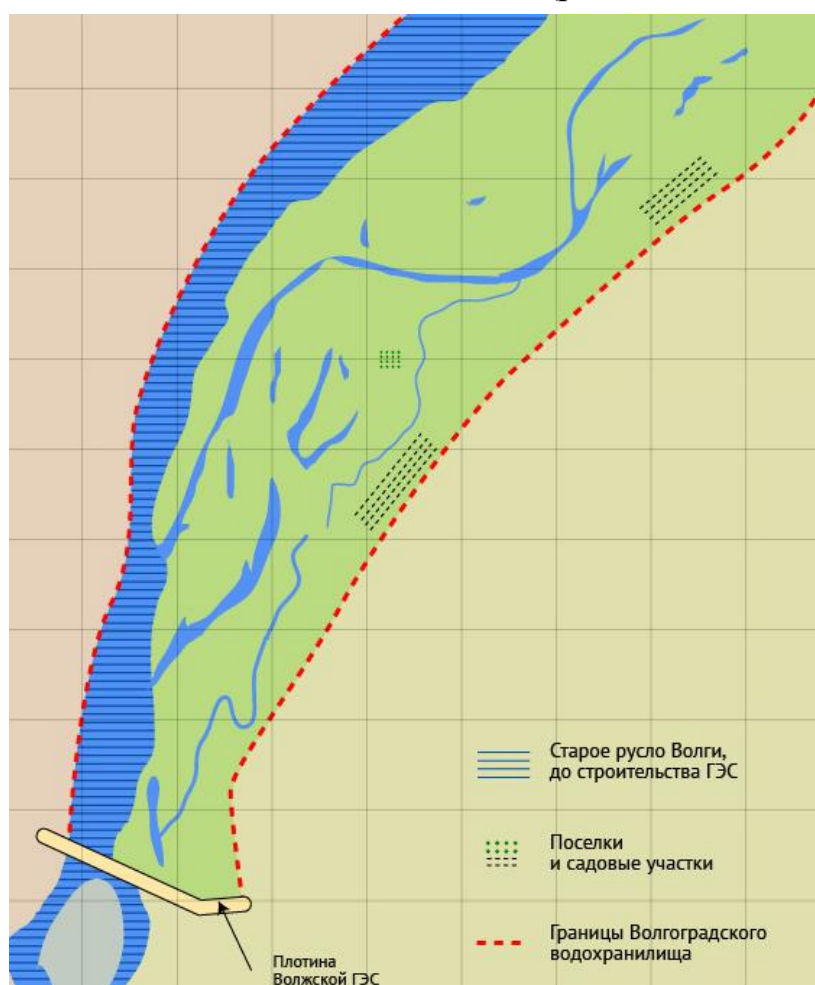 Старое русло Волги,
до строительства ГЭС
Поселки
и садовые участки
Границы Волгоградского
водохранилища
Плотина
Волжской ГЭС